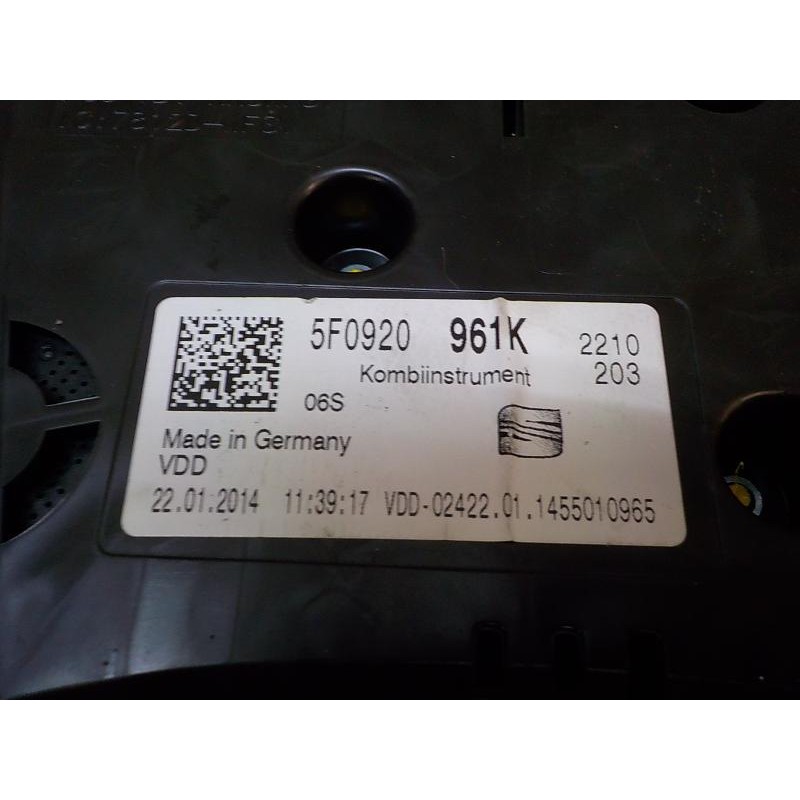 5F0920 961K 2210
Kombiinstrument 203
06S
Made in Germany
VDD
22.01.2014 11:39:17 VDD-02422.01.1455010965